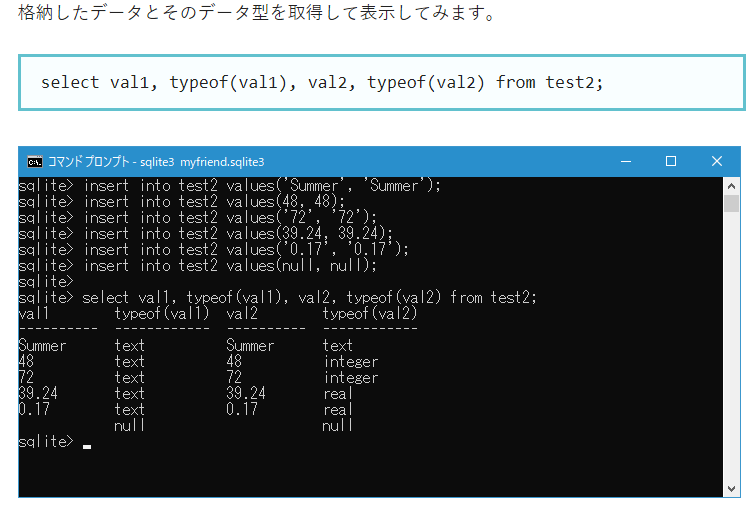 格納したデータとそのデータ型を取得して表示してみます。
select val1, typeof(val1), val2, typeof(val2) from test2;
コマンド プロンプト - sqlite3 myfriend.sqlite3
sqlite> insert into test2 values('Summer', 'Summer');
sqlite> insert into test2 values(48, 48);
sqlite> insert into test2 values('72', '72');
sqlite> insert into test2 values(39.24, 39.24);
sqlite> insert into test2 values('0.17', '0.17');
sqlite> insert into test2 values(null, null);
sqlite>
sqlite> select val1, typeof(val1), val2, typeof(val2) from test2;
val1        typeof(val1)  val2        typeof(val2)
----------  ------------  ----------  ------------
Summer      text          Summer      text
48          text          48          integer
72          text          72          integer
39.24       text          39.24       real
0.17        text          0.17        real
            null                      null
sqlite>